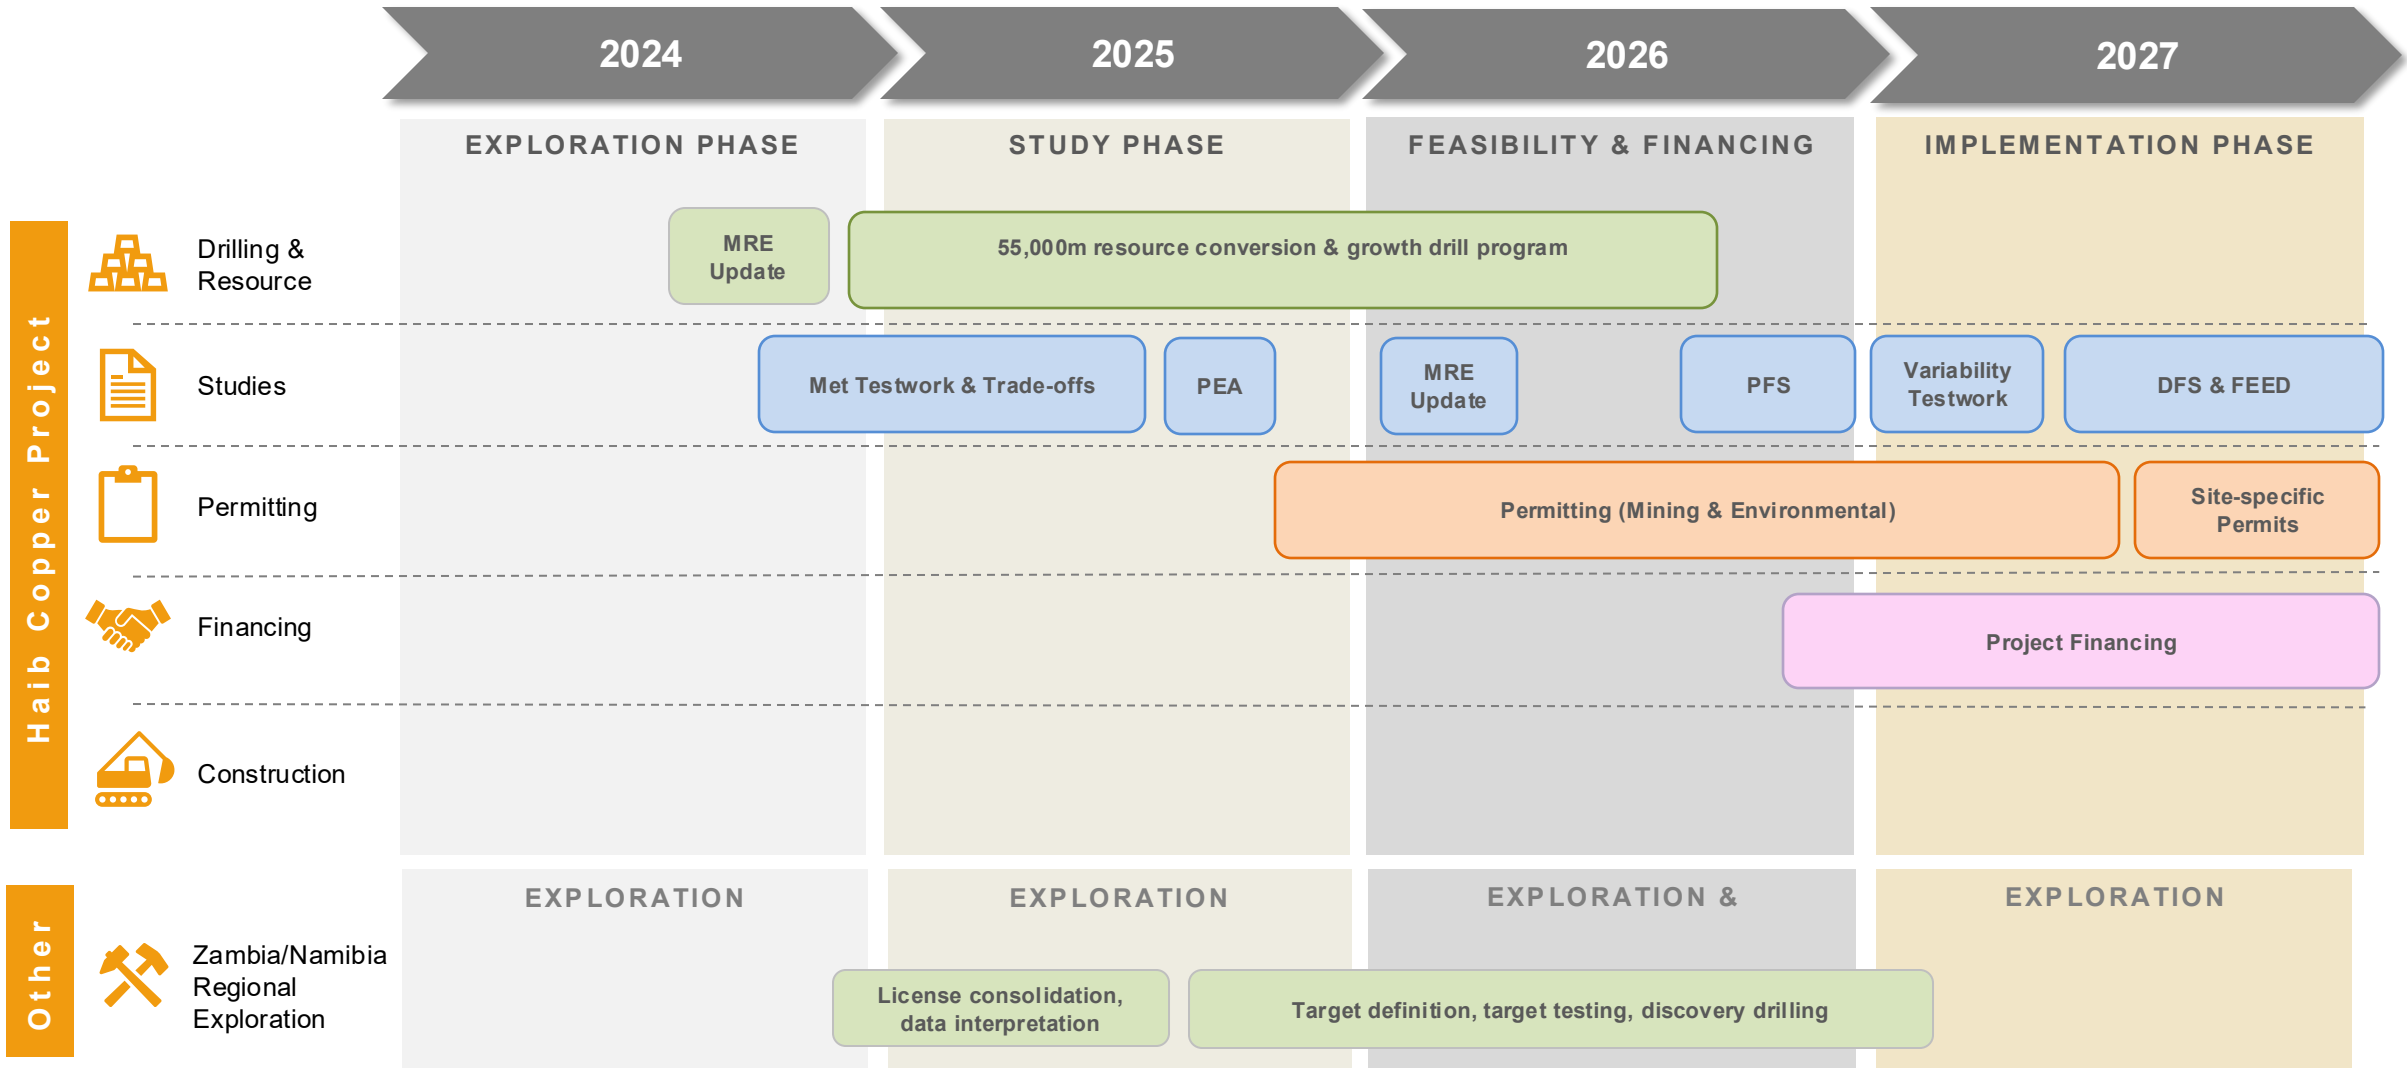 2024
2025
2026
2027
EXPLORATION PHASE
STUDY PHASE
FEASIBILITY & FINANCING
IMPLEMENTATION PHASE
Haib Copper Project
Drilling &
Resource
MRE
Update
55,000m resource conversion & growth drill program
Studies
Met Testwork & Trade-offs
PEA
MRE
Update
PFS
Variability
Testwork
DFS & FEED
Permitting
Permitting (Mining & Environmental)
Site-specific
Permits
Financing
Project Financing
Construction
EXPLORATION
EXPLORATION
EXPLORATION &
EXPLORATION
Other
Zambia/Namibia
Regional
Exploration
License consolidation,
data interpretation
Target definition, target testing, discovery drilling